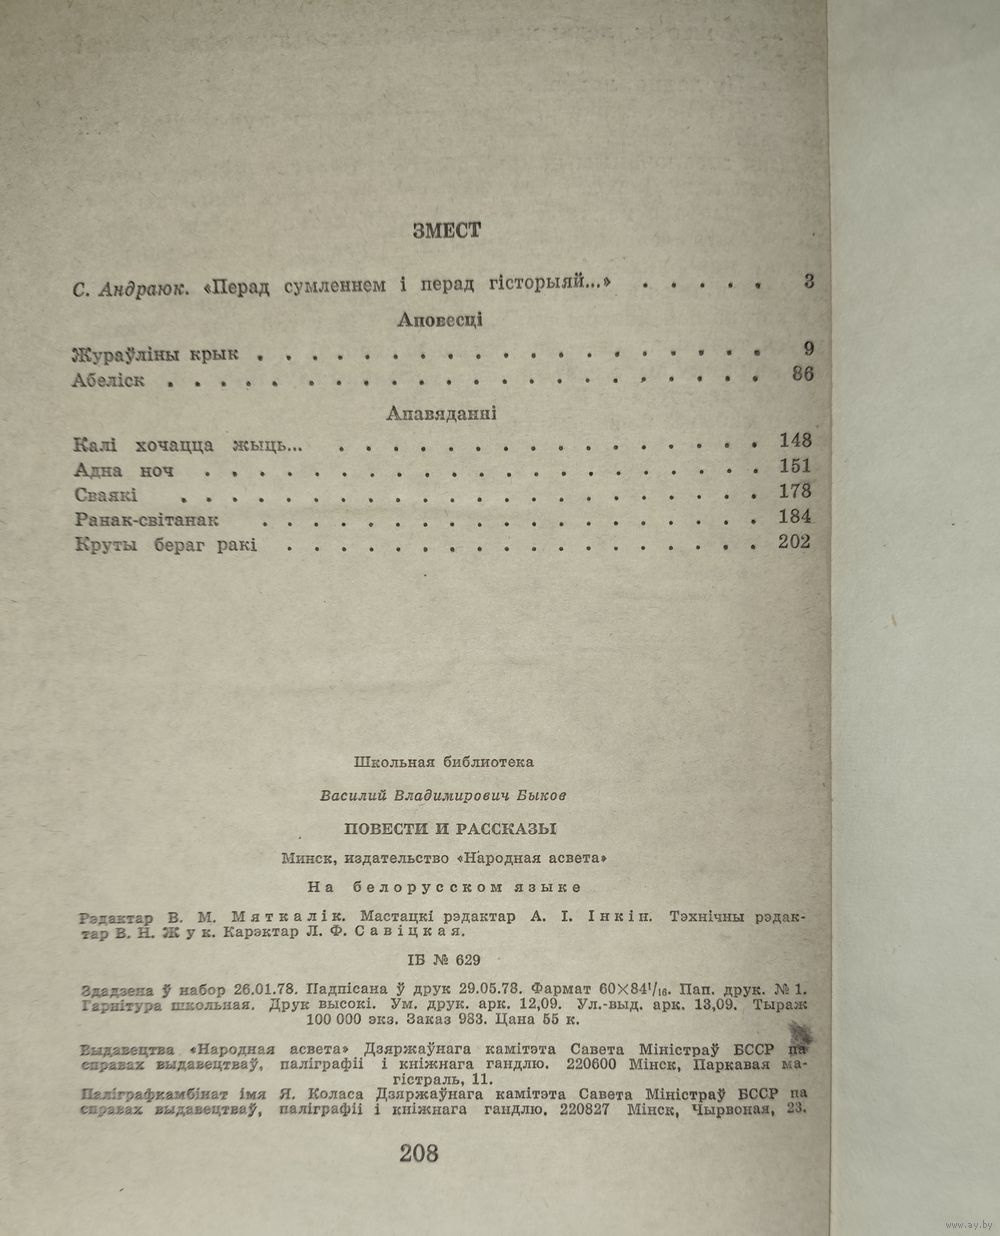 ЗМЕСТ
С. Андраюк. «Перад сумленнем і перад гісторыяй...» . . . . . 3
Аповесці
Жураўліны крык . . . . . . . . . . . . . . . . . . . 9
Абеліск . . . . . . . . . . . . . . . . . . . . . . 86
Апавяданні
Калі хочацца жыць... . . . . . . . . . . . . . . . . 148
Адна ноч . . . . . . . . . . . . . . . . . . . . . 151
Сваякі . . . . . . . . . . . . . . . . . . . . . . 178
Ранак-світанак . . . . . . . . . . . . . . . . . . . 184
Круты бераг ракі . . . . . . . . . . . . . . . . . . 202
Школьная библиотека
Василий Владимирович Быков
ПОВЕСТИ И РАССКАЗЫ
Минск, издательство «Народная асвета»
На белорусском языке
Рэдактар В. М. Мяткалік. Мастацкі рэдактар А. І. Інкін. Тэхнічны рэдак-
тар В. Н. Жук. Карэктар Л. Ф. Савіцкая.
ІБ № 629
Здадзена ў набор 26.01.78. Падпісана ў друк 29.05.78. Фармат 60×84¹/₁₆. Пап. друк. № 1.
Гарнітура школьная. Друк высокі. Ум. друк. арк. 12,09. Ул.-выд. арк. 13,09. Тыраж
100 000 экз. Заказ 983. Цана 55 к.
Выдавецтва «Народная асвета» Дзяржаўнага камітэта Савета Міністраў БССР па
справах выдавецтваў, паліграфіі і кніжнага гандлю. 220600 Мінск, Паркавая ма-
гістраль, 11.
Паліграфкамбінат імя Я. Коласа Дзяржаўнага камітэта Савета Міністраў БССР па
справах выдавецтваў, паліграфіі і кніжнага гандлю. 220827 Мінск, Чырвоная, 23.
208
www.ay.by